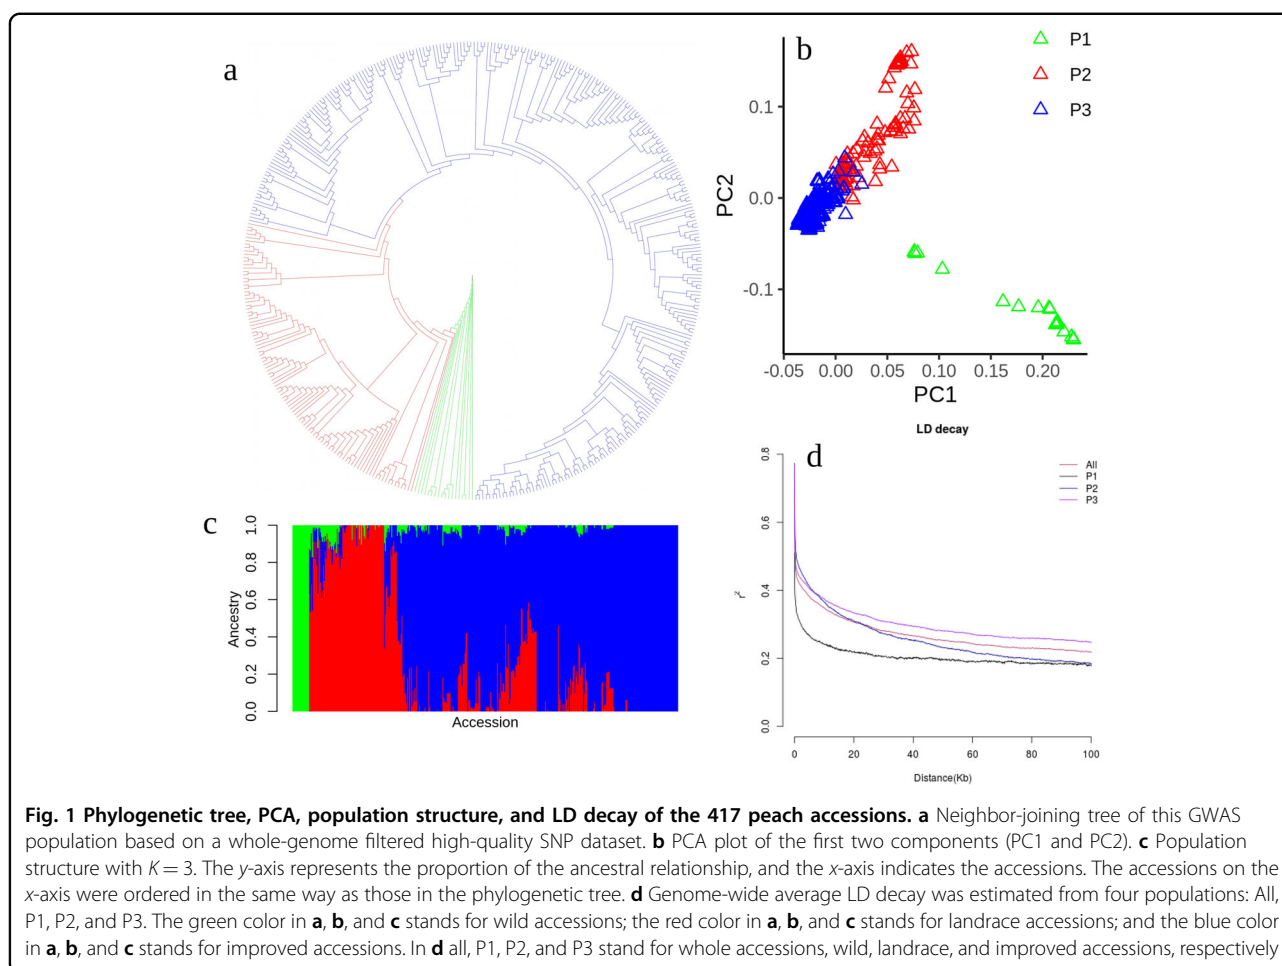 a
b
P1
P2
P3
0.1
0.0
-0.1
PC2
-0.05
0.00
0.05
0.10
0.15
0.20
PC1
c
1.0
0.8
0.6
0.4
0.2
0.0
Ancestry
Accession
LD decay
d
All
P1
P2
P3
0.8
0.6
0.4
0.2
0.0
r²
0
20
40
60
80
100
Distance(Kb)
Fig. 1 Phylogenetic tree, PCA, population structure, and LD decay of the 417 peach accessions. a Neighbor-joining tree of this GWAS
population based on a whole-genome filtered high-quality SNP dataset. b PCA plot of the first two components (PC1 and PC2). c Population
structure with K = 3. The y-axis represents the proportion of the ancestral relationship, and the x-axis indicates the accessions. The accessions on the
x-axis were ordered in the same way as those in the phylogenetic tree. d Genome-wide average LD decay was estimated from four populations: All,
P1, P2, and P3. The green color in a, b, and c stands for wild accessions; the red color in a, b, and c stands for landrace accessions; and the blue color
in a, b, and c stands for improved accessions. In d all, P1, P2, and P3 stand for whole accessions, wild, landrace, and improved accessions, respectively